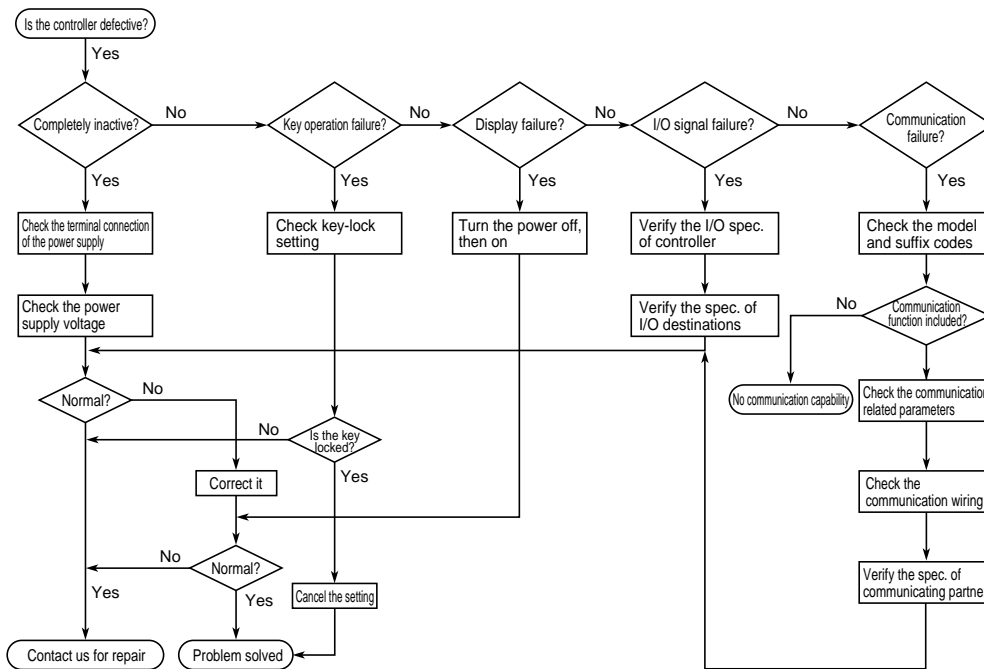 Is the controller defective?
Yes
Completely inactive?
No
Key operation failure?
No
Display failure?
No
I/O signal failure?
No
Communication
failure?
Yes
Yes
Yes
Yes
Check the terminal connection
of the power supply
Check key-lock
setting
Turn the power off,
then on
Verify the I/O spec.
of controller
Check the model
and suffix codes
Check the power
supply voltage
Verify the spec. of
I/O destinations
No
Communication
function included?
Normal?
No
No communication capability
Check the communication
related parameters
No
Is the key
locked?
Yes
Correct it
Check the
communication wiring
No
Normal?
Yes
Yes
Cancel the setting
Verify the spec. of
communicating partner
Contact us for repair
Problem solved